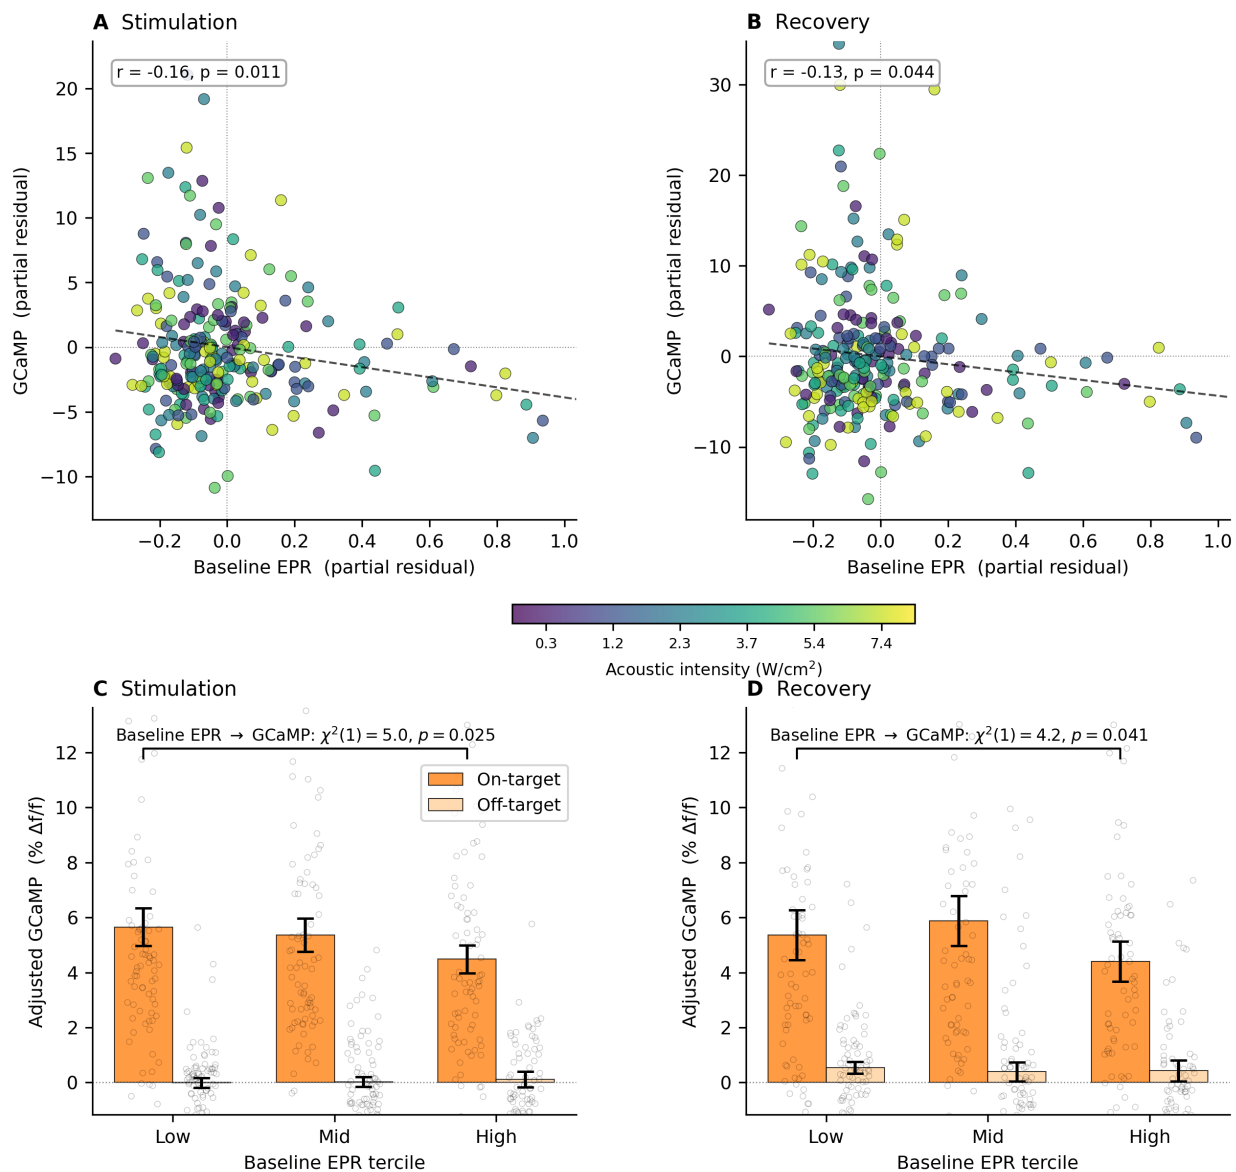 A Stimulation
r = -0.16, p = 0.011
20
15
10
5
0
−5
−10
GCaMP (partial residual)
−0.2 0.0 0.2 0.4 0.6 0.8 1.0
Baseline EPR (partial residual)
B Recovery
r = -0.13, p = 0.044
30
20
10
0
−10
GCaMP (partial residual)
−0.2 0.0 0.2 0.4 0.6 0.8 1.0
Baseline EPR (partial residual)
0.3 1.2 2.3 3.7 5.4 7.4
Acoustic intensity (W/cm²)
C Stimulation
Baseline EPR → GCaMP: χ²(1) = 5.0, p = 0.025
On-target
Off-target
12
10
8
6
4
2
0
Adjusted GCaMP (% Δf/f)
Low Mid High
Baseline EPR tercile
D Recovery
Baseline EPR → GCaMP: χ²(1) = 4.2, p = 0.041
12
10
8
6
4
2
0
Adjusted GCaMP (% Δf/f)
Low Mid High
Baseline EPR tercile